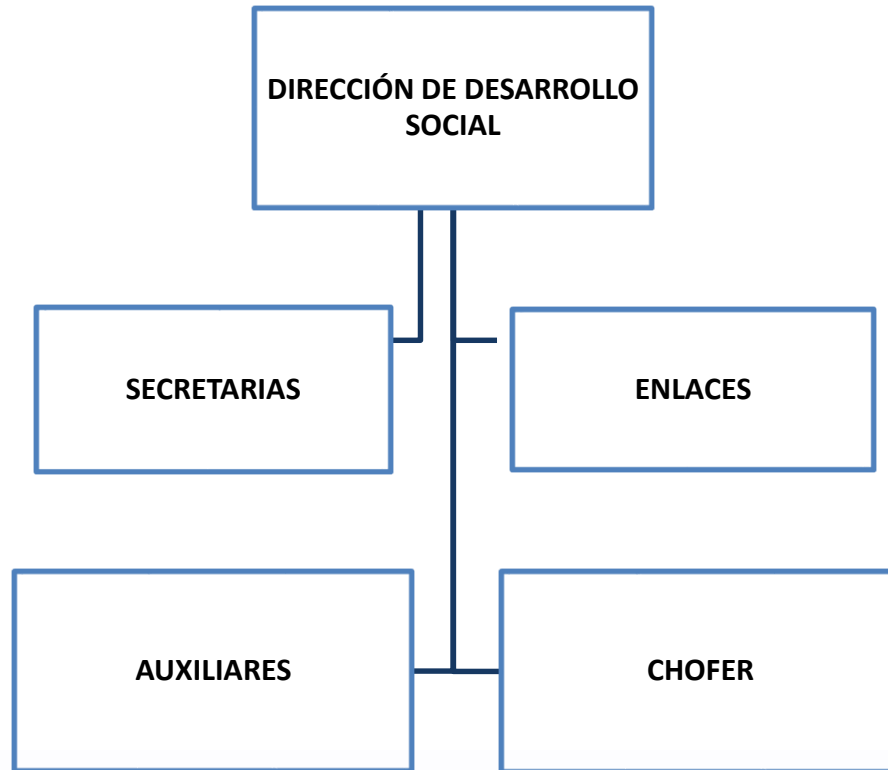 DIRECCIÓN DE DESARROLLO
SOCIAL
SECRETARIAS
ENLACES
AUXILIARES
CHOFER